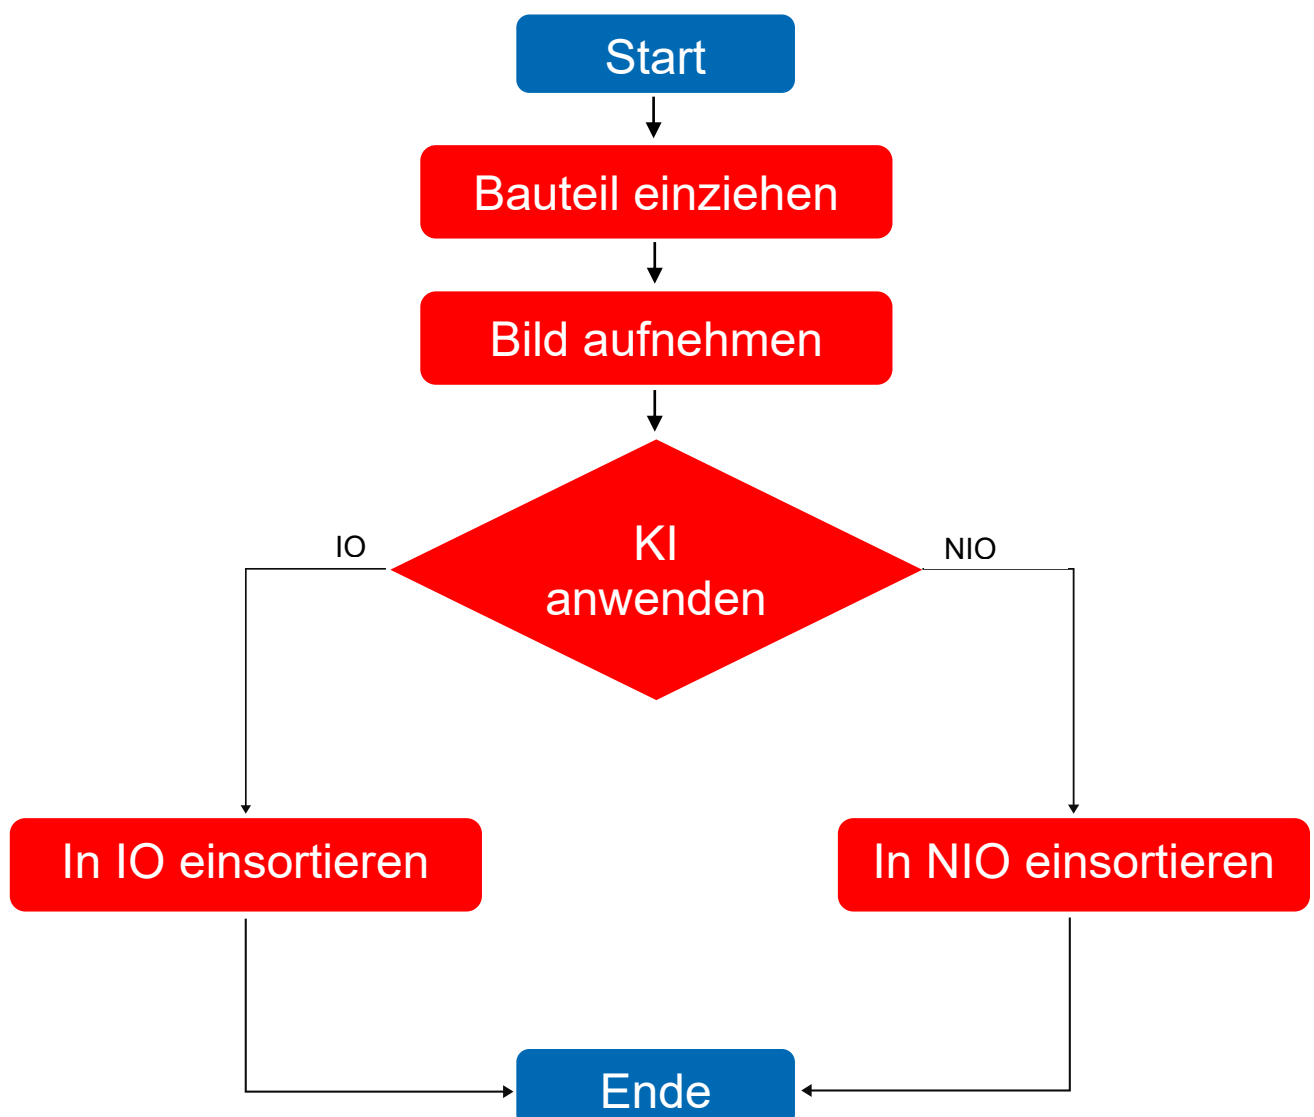 Start
Bauteil einziehen
Bild aufnehmen
KI
anwenden
IO
NIO
In IO einsortieren
In NIO einsortieren
Ende